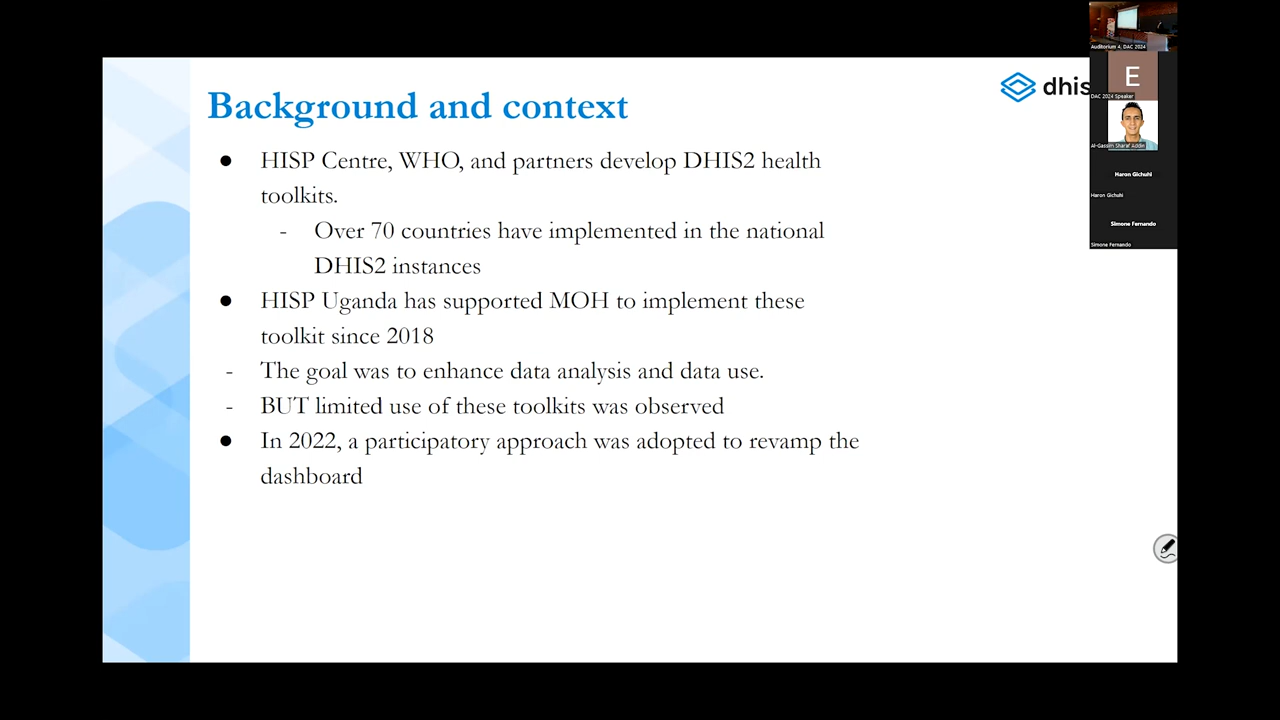 Background and context
dhis
● HISP Centre, WHO, and partners develop DHIS2 health
toolkits.
- Over 70 countries have implemented in the national
DHIS2 instances
● HISP Uganda has supported MOH to implement these
toolkit since 2018
- The goal was to enhance data analysis and data use.
- BUT limited use of these toolkits was observed
● In 2022, a participatory approach was adopted to revamp the
dashboard
Auditorium 4, DAC 2024
E
DAC 2024 Speaker
Al-Gassim Sharaf Addin
Haron Gichuhi
Haron Gichuhi
Simone Fernando
Simone Fernando